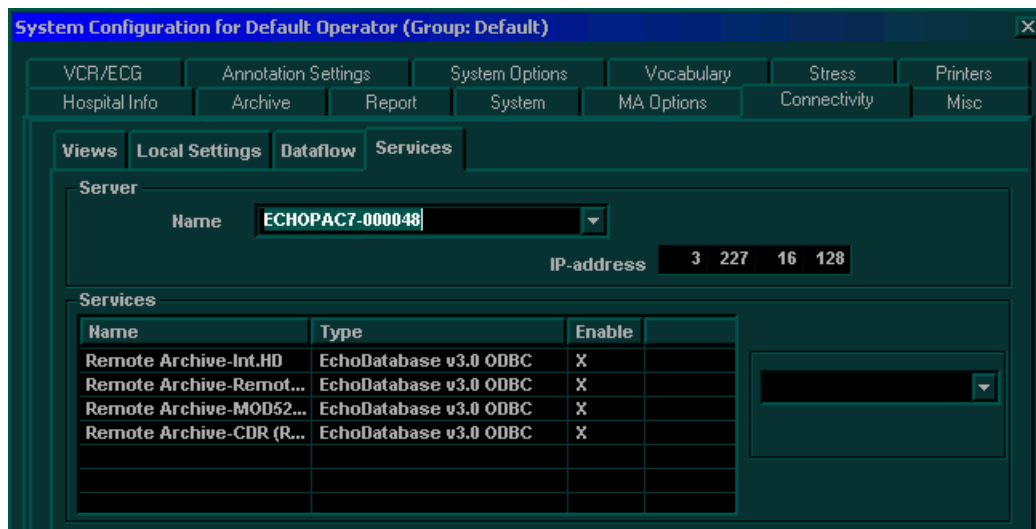 System Configuration for Default Operator (Group: Default)
VCR/ECG Annotation Settings System Options Vocabulary Stress Printers
Hospital Info Archive Report System MA Options Connectivity Misc
Views Local Settings Dataflow Services
Server
Name ECHOPAC7-000048
IP-address 3 227 16 128
Services
Name Type Enable
Remote Archive-Int.HD EchoDatabase v3.0 ODBC X
Remote Archive-Remot... EchoDatabase v3.0 ODBC X
Remote Archive-MOD52... EchoDatabase v3.0 ODBC X
Remote Archive-CDR (R... EchoDatabase v3.0 ODBC X